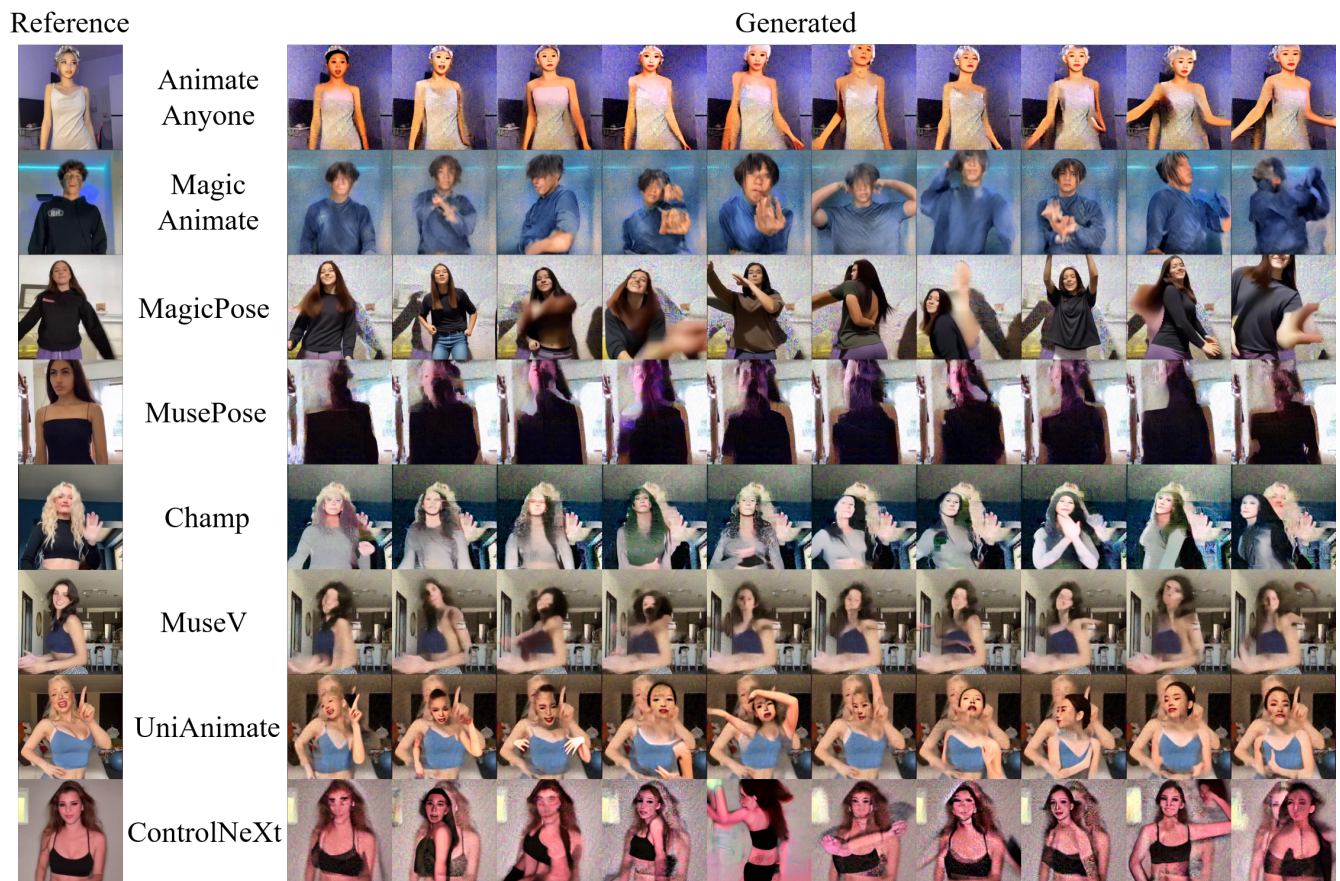 Reference
Generated
Animate
Anyone
Magic
Animate
MagicPose
MusePose
Champ
MuseV
UniAnimate
ControlNeXt